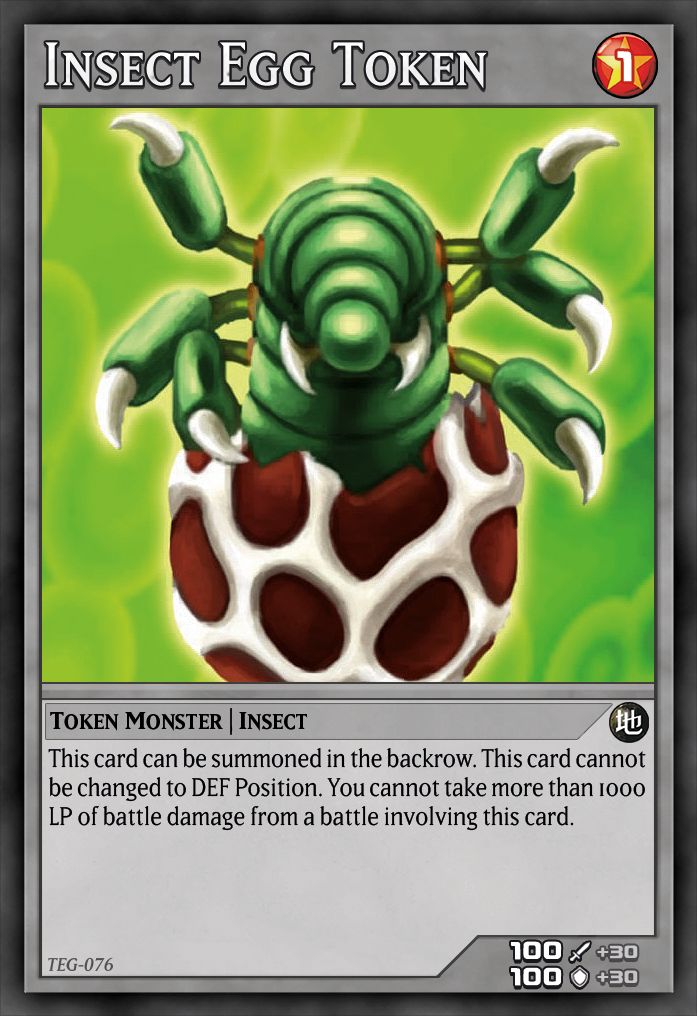 Insect Egg Token
1
Token Monster | Insect
地
This card can be summoned in the backrow. This card cannot
be changed to DEF Position. You cannot take more than 1000
LP of battle damage from a battle involving this card.
100 +30
TEG-076
100 +30